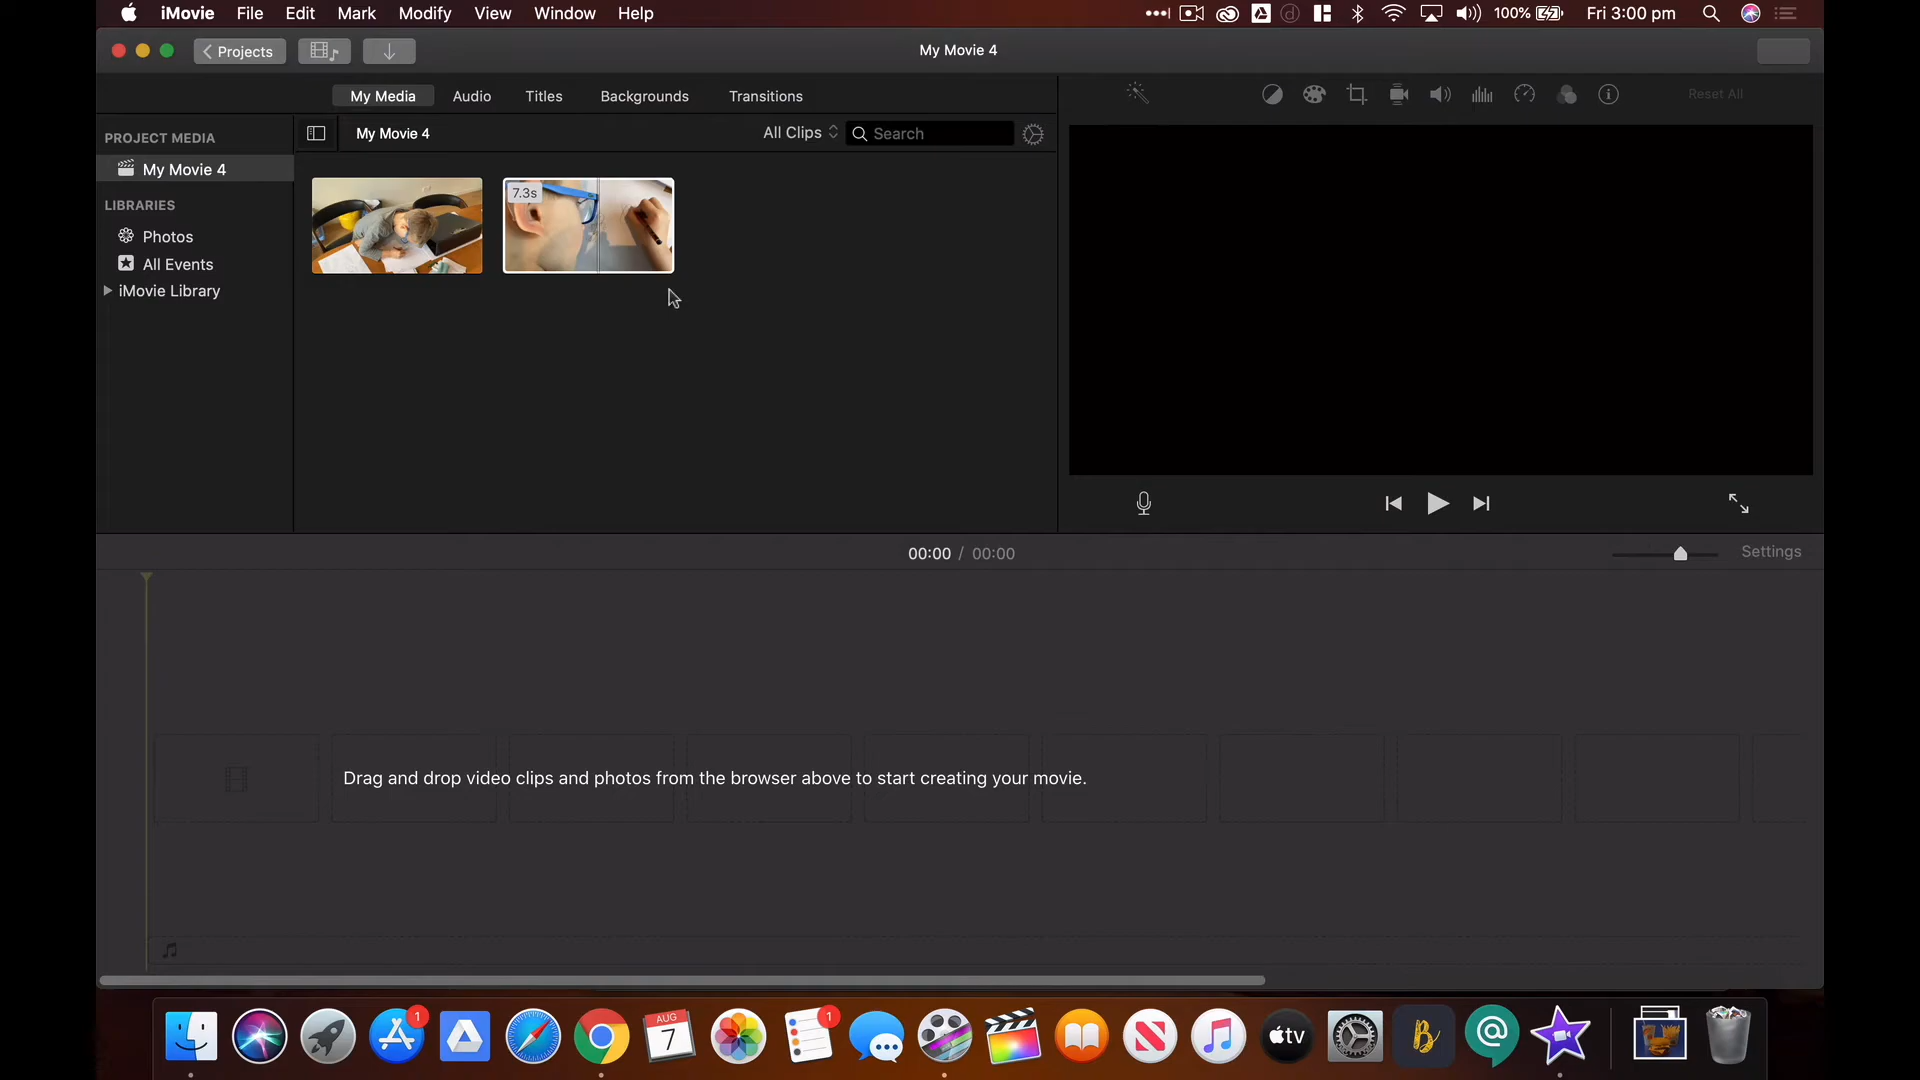 iMovie File Edit Mark Modify View Window Help 100% Fri 3:00 pm
Projects My Movie 4
My Media Audio Titles Backgrounds Transitions Reset All
PROJECT MEDIA My Movie 4 All Clips Search
My Movie 4
LIBRARIES
Photos
All Events
iMovie Library
7.3s
00:00 / 00:00 Settings
Drag and drop video clips and photos from the browser above to start creating your movie.
1
AUG
7
1
tv